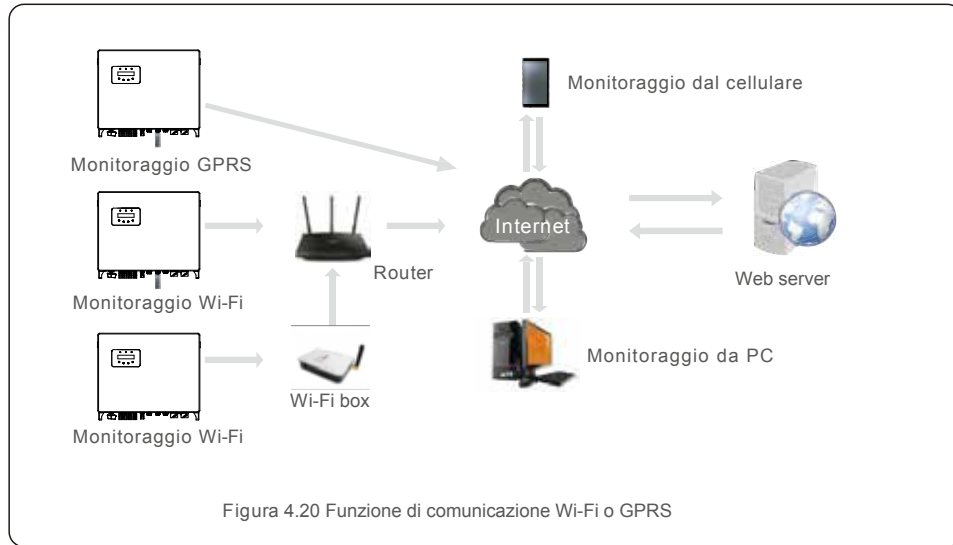 Monitoraggio dal cellulare
Monitoraggio GPRS
Internet
Router
Web server
Monitoraggio Wi-Fi
Monitoraggio da PC
Wi-Fi box
Monitoraggio Wi-Fi
Figura 4.20 Funzione di comunicazione Wi-Fi o GPRS